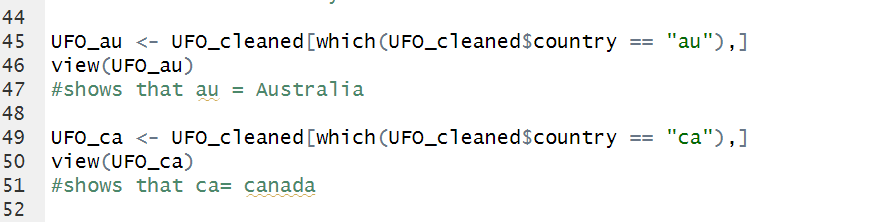 44
45 UFO_au <- UFO_cleaned[which(UFO_cleaned$country == "au"),]
46 view(UFO_au)
47 #shows that au = Australia
48
49 UFO_ca <- UFO_cleaned[which(UFO_cleaned$country == "ca"),]
50 view(UFO_ca)
51 #shows that ca= canada
52